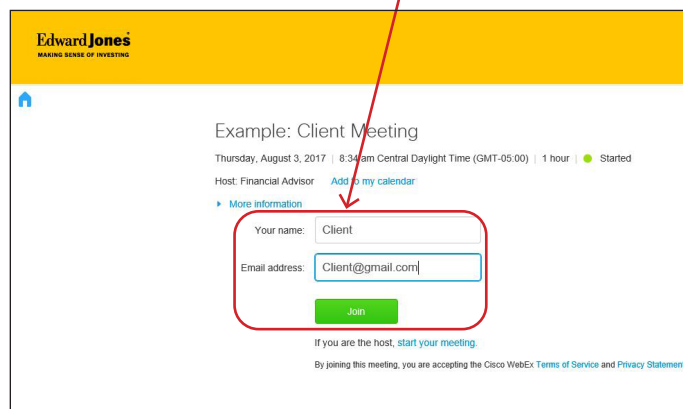 Edward Jones
MAKING SENSE OF INVESTING
Example: Client Meeting
Thursday, August 3, 2017 | 8:34 am Central Daylight Time (GMT-05:00) | 1 hour | Started
Host: Financial Advisor Add to my calendar
More information
Your name: Client
Email address: Client@gmail.com
Join
If you are the host, start your meeting.
By joining this meeting, you are accepting the Cisco WebEx Terms of Service and Privacy Statement